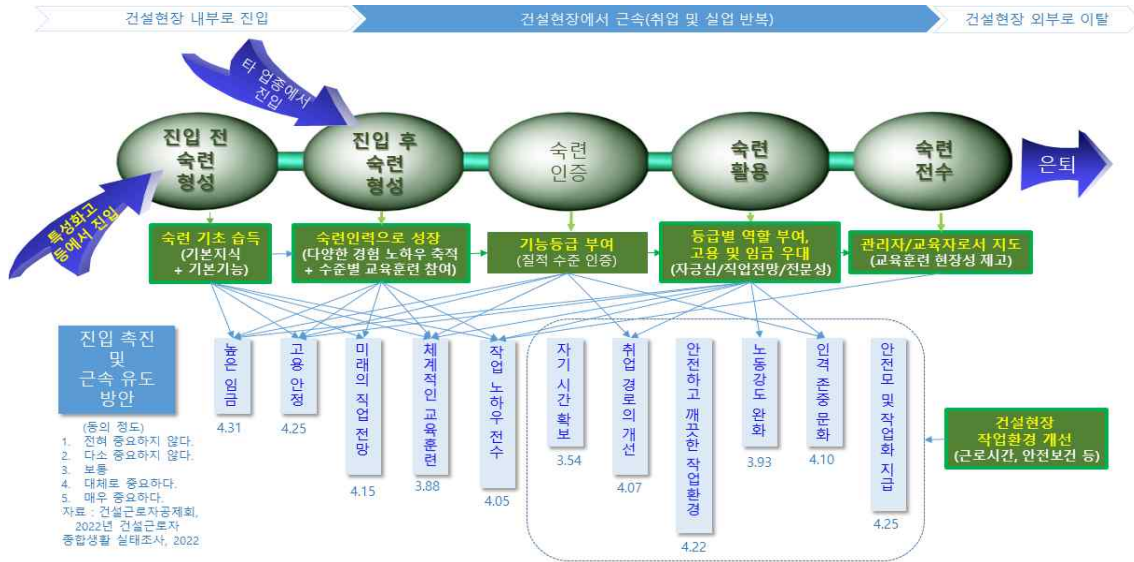 건설현장 내부로 진입
건설현장에서 근속(취업 및 실업 반복)
건설현장 외부로 이탈
타 업종에서
진입
진입 전
숙련
형성
진입 후
숙련
형성
숙련
인증
숙련
활용
숙련
전수
은퇴
특성화고
등에서 진입
숙련 기초 습득
(기본지식
+ 기본기능)
숙련인력으로 성장
(다양한 경험 노하우 축적
+ 수준별 교육훈련 참여)
기능등급 부여
(질적 수준 인증)
등급별 역할 부여,
고용 및 임금 우대
(자긍심/직업전망/전문성)
관리자/교육자로서 지도
(교육훈련 현장성 제고)
진입 촉진
및
근속 유도
방안
(동의 정도)
1. 전혀 중요하지 않다.
2. 다소 중요하지 않다.
3. 보통
4. 대체로 중요하다.
5. 매우 중요하다.
자료 : 건설근로자공제회,
2022년 건설근로자
종합생활 실태조사, 2022
높은 임금
4.31
고용 안정
4.25
미래의 직업 전망
4.15
체계적인 교육훈련
3.88
작업 노하우 전수
4.05
자기 시간 확보
3.54
취업 경로의 개선
4.07
안전하고 깨끗한 작업환경
4.22
노동강도 완화
3.93
인격 존중 문화
4.10
안전모 및 작업화 지급
4.25
건설현장
작업환경 개선
(근로시간, 안전보건 등)